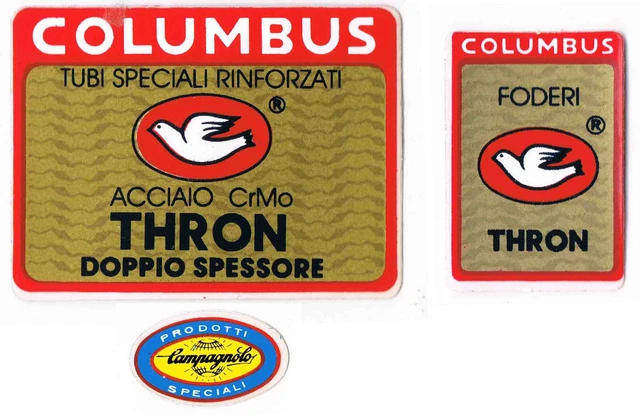 COLUMBUS
TUBI SPECIALI RINFORZATI
®
ACCIAIO CrMo
THRON
DOPPIO SPESSORE
COLUMBUS
FODERI
®
THRON
PRODOTTI
Campagnolo
SPECIALI